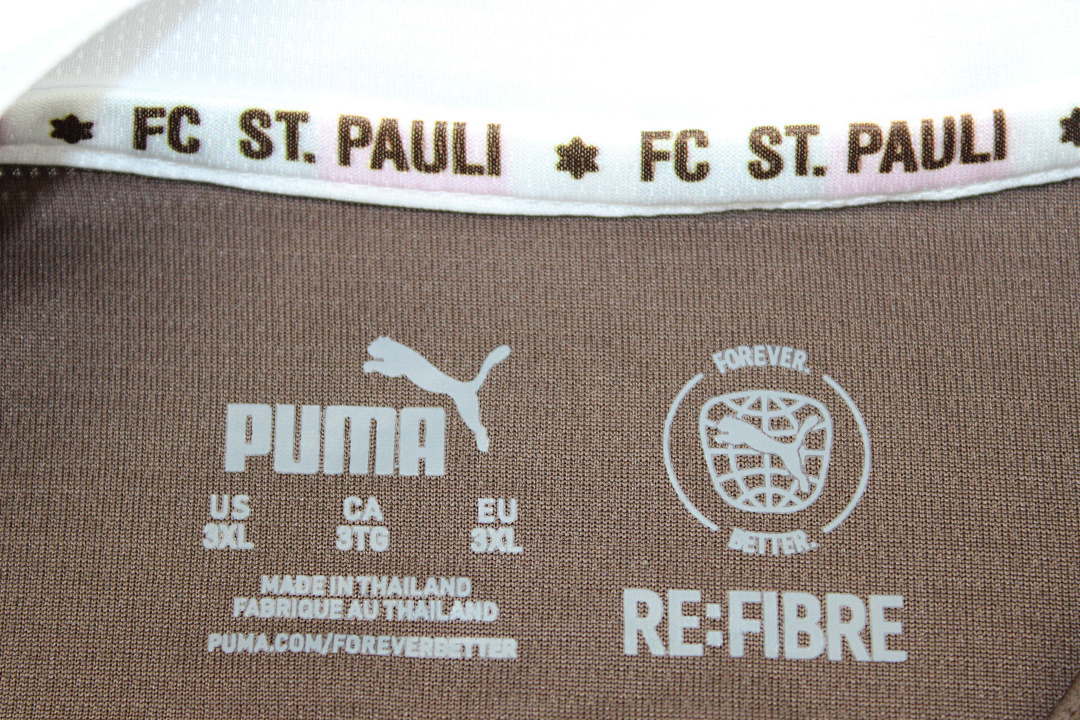 FC ST. PAULI FC ST. PAULI
PUMA
US CA EU
3XL 3TG 3XL
MADE IN THAILAND
FABRIQUE AU THAILAND
PUMA.COM/FOREVERBETTER
FOREVER.
BETTER.
RE:FIBRE